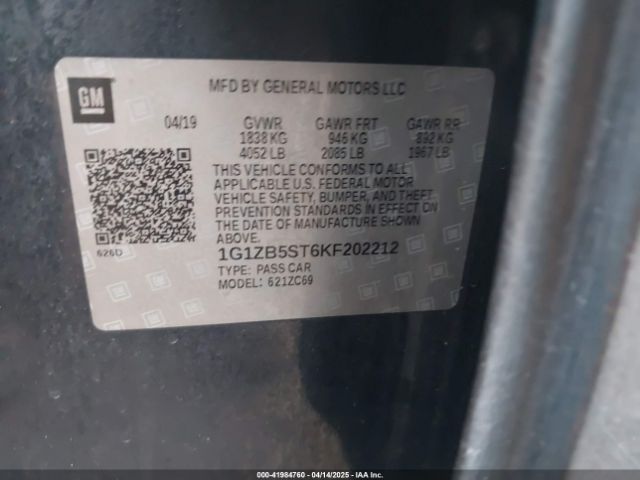 GM
MFD BY GENERAL MOTORS LLC
04/19 GVWR GAWR FRT GAWR RR
1838 KG 946 KG 892 KG
4052 LB 2085 LB 1967 LB
THIS VEHICLE CONFORMS TO ALL
APPLICABLE U.S. FEDERAL MOTOR
VEHICLE SAFETY, BUMPER, AND THEFT
PREVENTION STANDARDS IN EFFECT ON
THE DATE OF MANUFACTURE SHOWN
ABOVE.
626D
1G1ZB5ST6KF202212
TYPE: PASS CAR
MODEL: 621ZC69
000-41984760 - 04/14/2025 - IAAI.COM